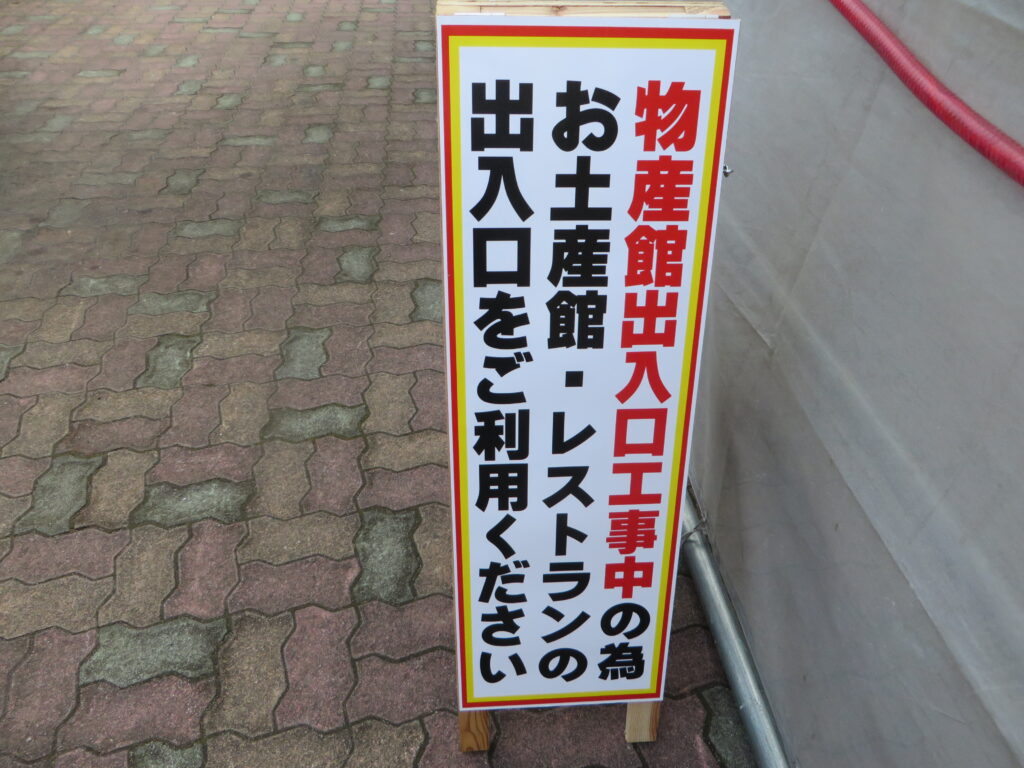 物産館出入口工事中の為
お土産館・レストランの
出入口をご利用ください